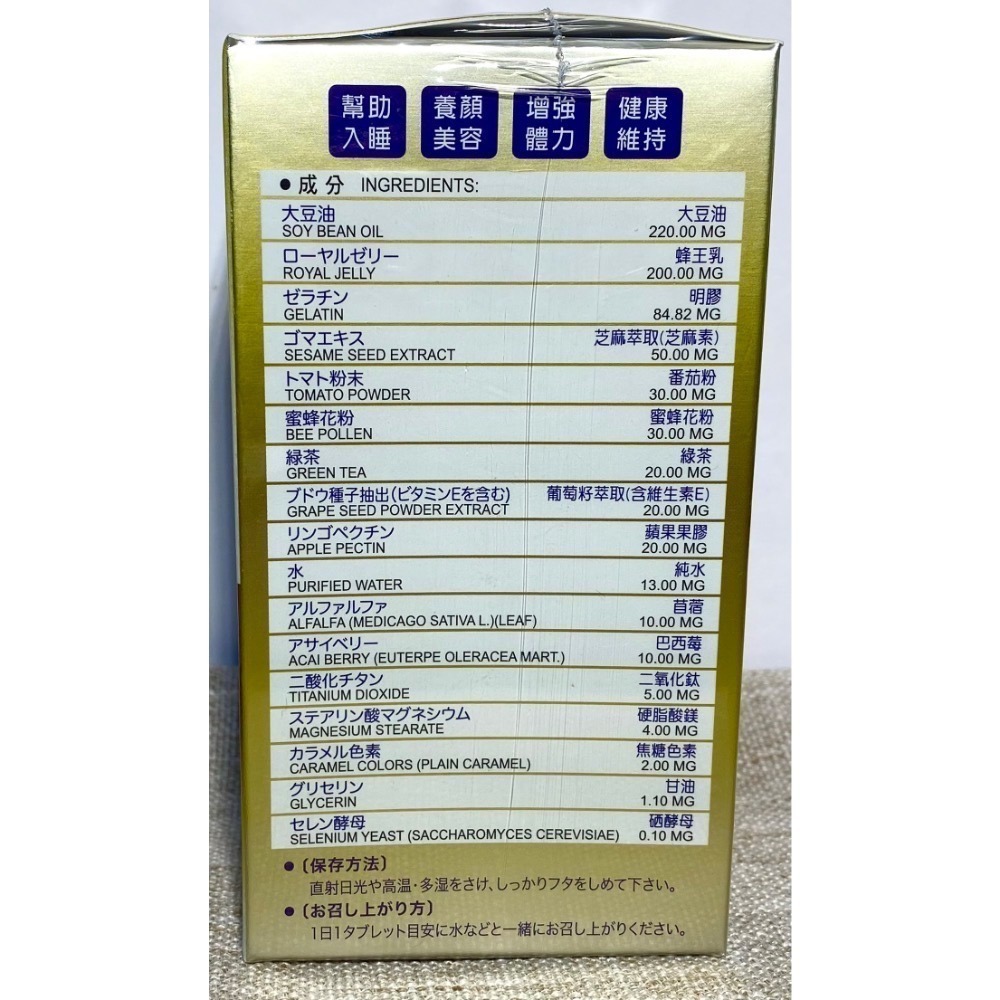 幫助 養顏 增強 健康
入睡 美容 體力 維持
● 成分 INGREDIENTS:
大豆油 大豆油
SOY BEAN OIL 220.00 MG
ローヤルゼリー 蜂王乳
ROYAL JELLY 200.00 MG
ゼラチン 明膠
GELATIN 84.82 MG
ゴマエキス 芝麻萃取(芝麻素)
SESAME SEED EXTRACT 50.00 MG
トマト粉末 番茄粉
TOMATO POWDER 30.00 MG
蜜蜂花粉 蜜蜂花粉
BEE POLLEN 30.00 MG
緑茶 綠茶
GREEN TEA 20.00 MG
ブドウ種子抽出(ビタミンEを含む) 葡萄籽萃取(含維生素E)
GRAPE SEED POWDER EXTRACT 20.00 MG
リンゴペクチン 蘋果果膠
APPLE PECTIN 20.00 MG
水 純水
PURIFIED WATER 13.00 MG
アルファルファ 苜蓿
ALFALFA (MEDICAGO SATIVA L.)(LEAF) 10.00 MG
アサイベリー 巴西莓
ACAI BERRY (EUTERPE OLERACEA MART.) 10.00 MG
二酸化チタン 二氧化鈦
TITANIUM DIOXIDE 5.00 MG
ステアリン酸マグネシウム 硬脂酸鎂
MAGNESIUM STEARATE 4.00 MG
カラメル色素 焦糖色素
CARAMEL COLORS (PLAIN CARAMEL) 2.00 MG
グリセリン 甘油
GLYCERIN 1.10 MG
セレン酵母 硒酵母
SELENIUM YEAST (SACCHAROMYCES CEREVISIAE) 0.10 MG
● 〔保存方法〕
直射日光や高温・多湿をさけ、しっかりフタをしめて下さい。
● 〔お召し上がり方〕
1日1タブレット目安に水などと一緒にお召し上がりください。